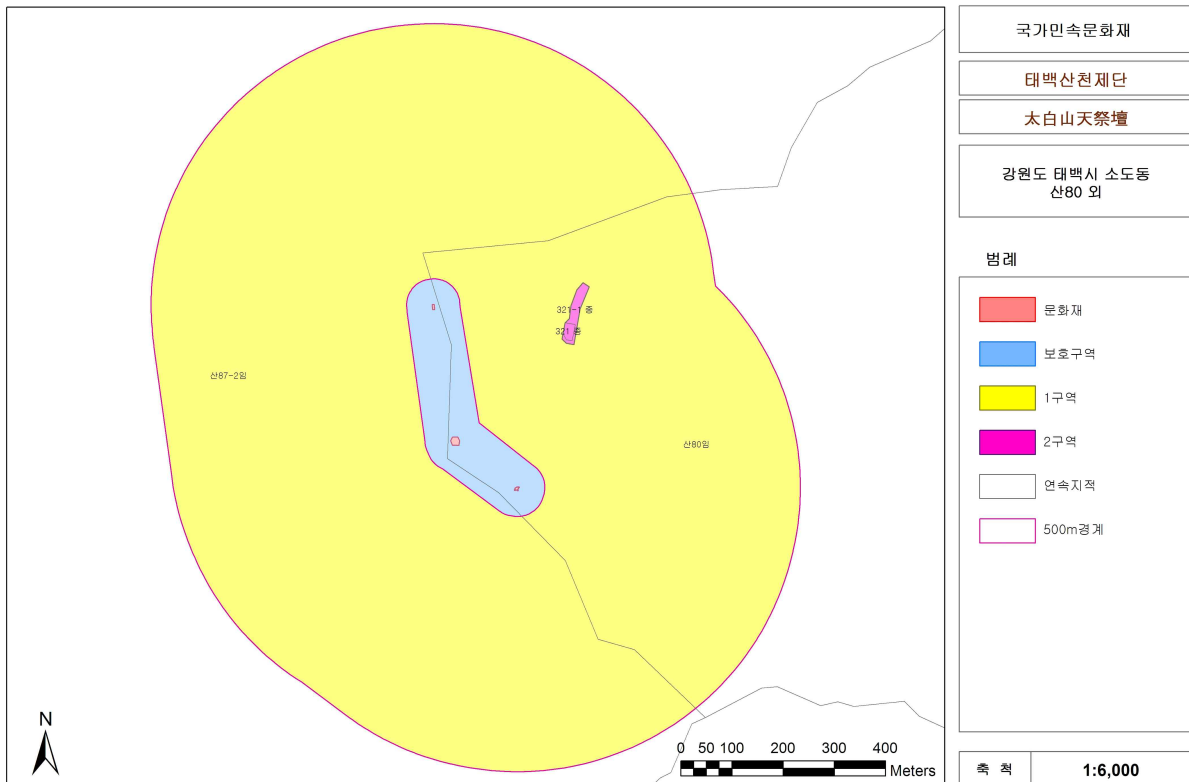 국가민속문화재
태백산천제단
太白山天祭壇
강원도 태백시 소도동
산80 외
범례
문화재
보호구역
1구역
2구역
연속지적
500m경계
축 척
1:6,000
321-1 종
321 종
산87-2임
산80임
N
0 50 100 200 300 400
Meters